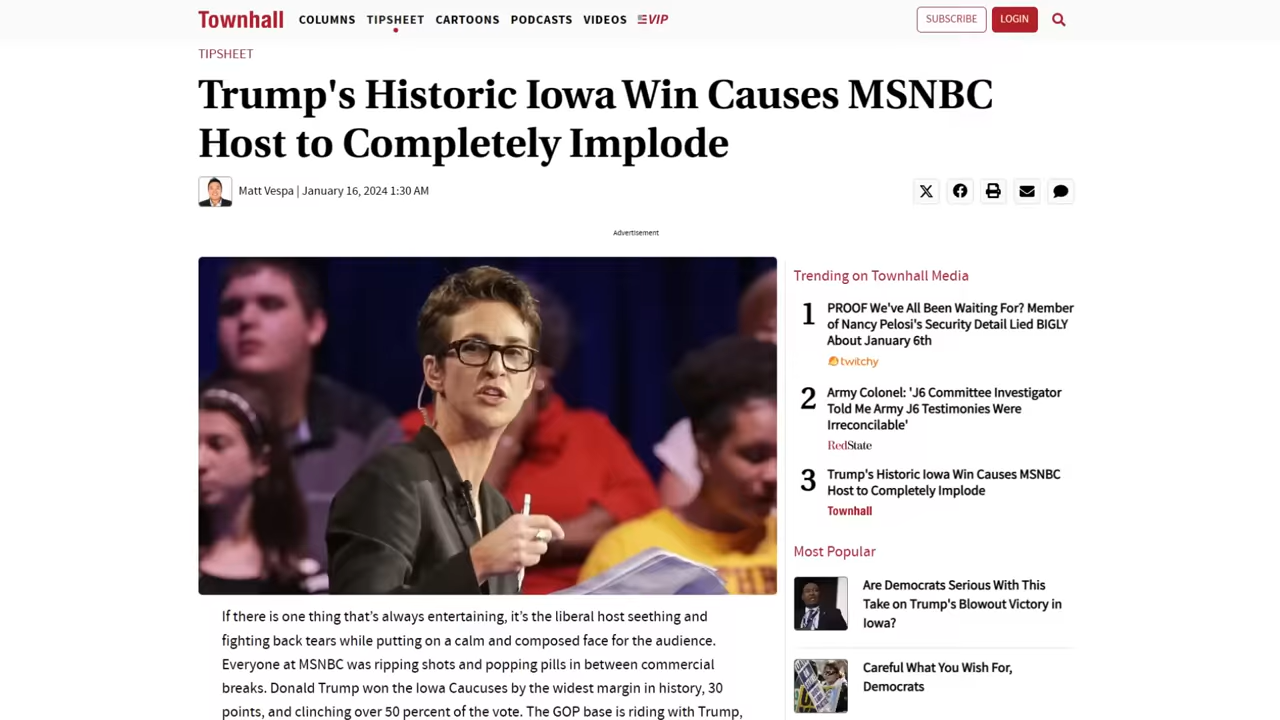 Townhall COLUMNS TIPSHEET CARTOONS PODCASTS VIDEOS VIP SUBSCRIBE LOGIN
TIPSHEET
Trump's Historic Iowa Win Causes MSNBC
Host to Completely Implode
Matt Vespa | January 16, 2024 1:30 AM
Advertisement
If there is one thing that’s always entertaining, it’s the liberal host seething and
fighting back tears while putting on a calm and composed face for the audience.
Everyone at MSNBC was ripping shots and popping pills in between commercial
breaks. Donald Trump won the Iowa Caucuses by the widest margin in history, 30
points, and clinching over 50 percent of the vote. The GOP base is riding with Trump,
Trending on Townhall Media
1
PROOF We've All Been Waiting For? Member
of Nancy Pelosi's Security Detail Lied BIGLY
About January 6th
twitchy
2
Army Colonel: 'J6 Committee Investigator
Told Me Army J6 Testimonies Were
Irreconcilable'
RedState
3
Trump's Historic Iowa Win Causes MSNBC
Host to Completely Implode
Townhall
Most Popular
Are Democrats Serious With This
Take on Trump's Blowout Victory in
Iowa?
Careful What You Wish For,
Democrats